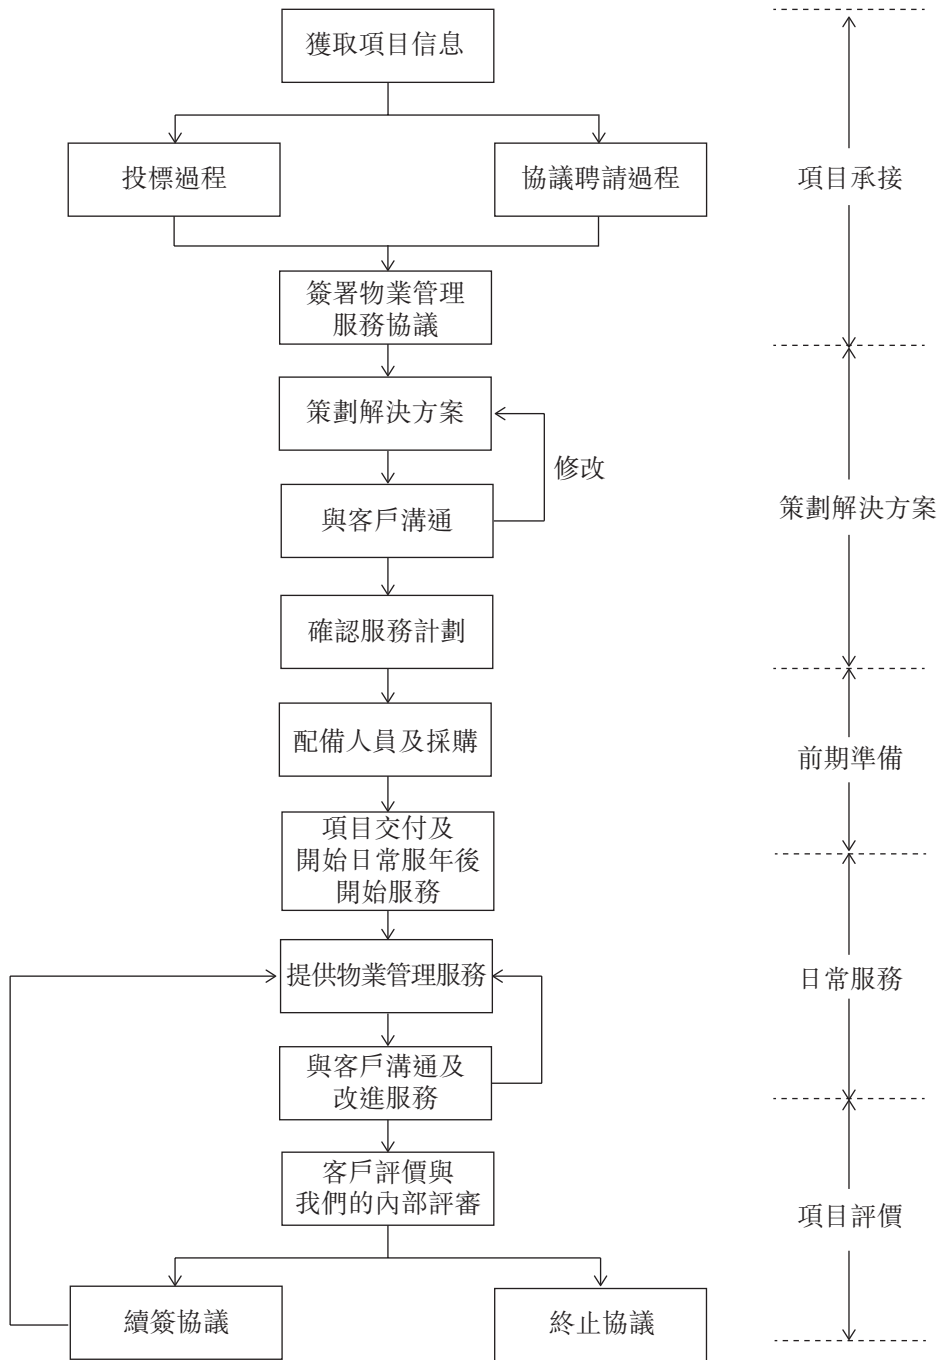 獲取項目信息
投標過程
協議聘請過程
項目承接
簽署物業管理
服務協議
策劃解決方案
修改
與客戶溝通
策劃解決方案
確認服務計劃
配備人員及採購
前期準備
項目交付及
開始日常服年後
開始服務
提供物業管理服務
日常服務
與客戶溝通及
改進服務
客戶評價與
我們的內部評審
項目評價
續簽協議
終止協議